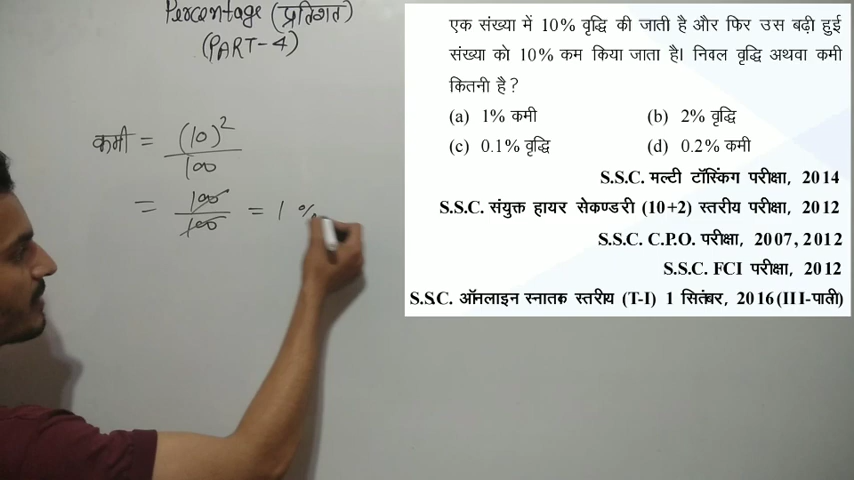 Percentage (प्रतिशत)
(PART-4)
कमी = (10)²
100
= 100
100
= 1 %
एक संख्या में 10% वृद्धि की जाती है और फिर उस बढ़ी हुई
संख्या को 10% कम किया जाता है। निवल वृद्धि अथवा कमी
कितनी है?
(a) 1% कमी (b) 2% वृद्धि
(c) 0.1% वृद्धि (d) 0.2% कमी
S.S.C. मल्टी टॉस्किंग परीक्षा, 2014
S.S.C. संयुक्त हायर सेकण्डरी (10+2) स्तरीय परीक्षा, 2012
S.S.C. C.P.O. परीक्षा, 2007, 2012
S.S.C. FCI परीक्षा, 2012
S.S.C. ऑनलाइन स्नातक स्तरीय (T-I) 1 सितंबर, 2016 (III-पाली)